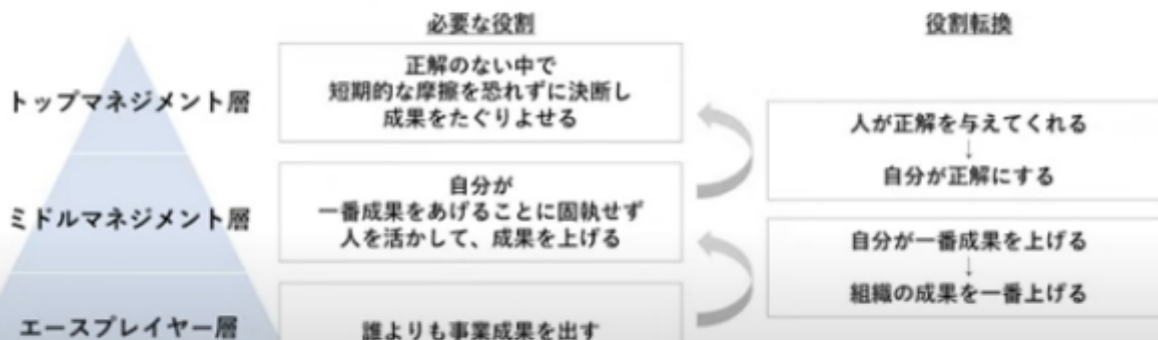 必要な役割
役割転換
トップマネジメント層
正解のない中で
短期的な摩擦を恐れずに決断し
成果をたぐりよせる
人が正解を与えてくれる
↓
自分が正解にする
ミドルマネジメント層
自分が
一番成果をあげることに固執せず
人を活かして、成果を上げる
自分が一番成果を上げる
↓
組織の成果を一番上げる
エースプレイヤー層
誰よりも事業成果を出す